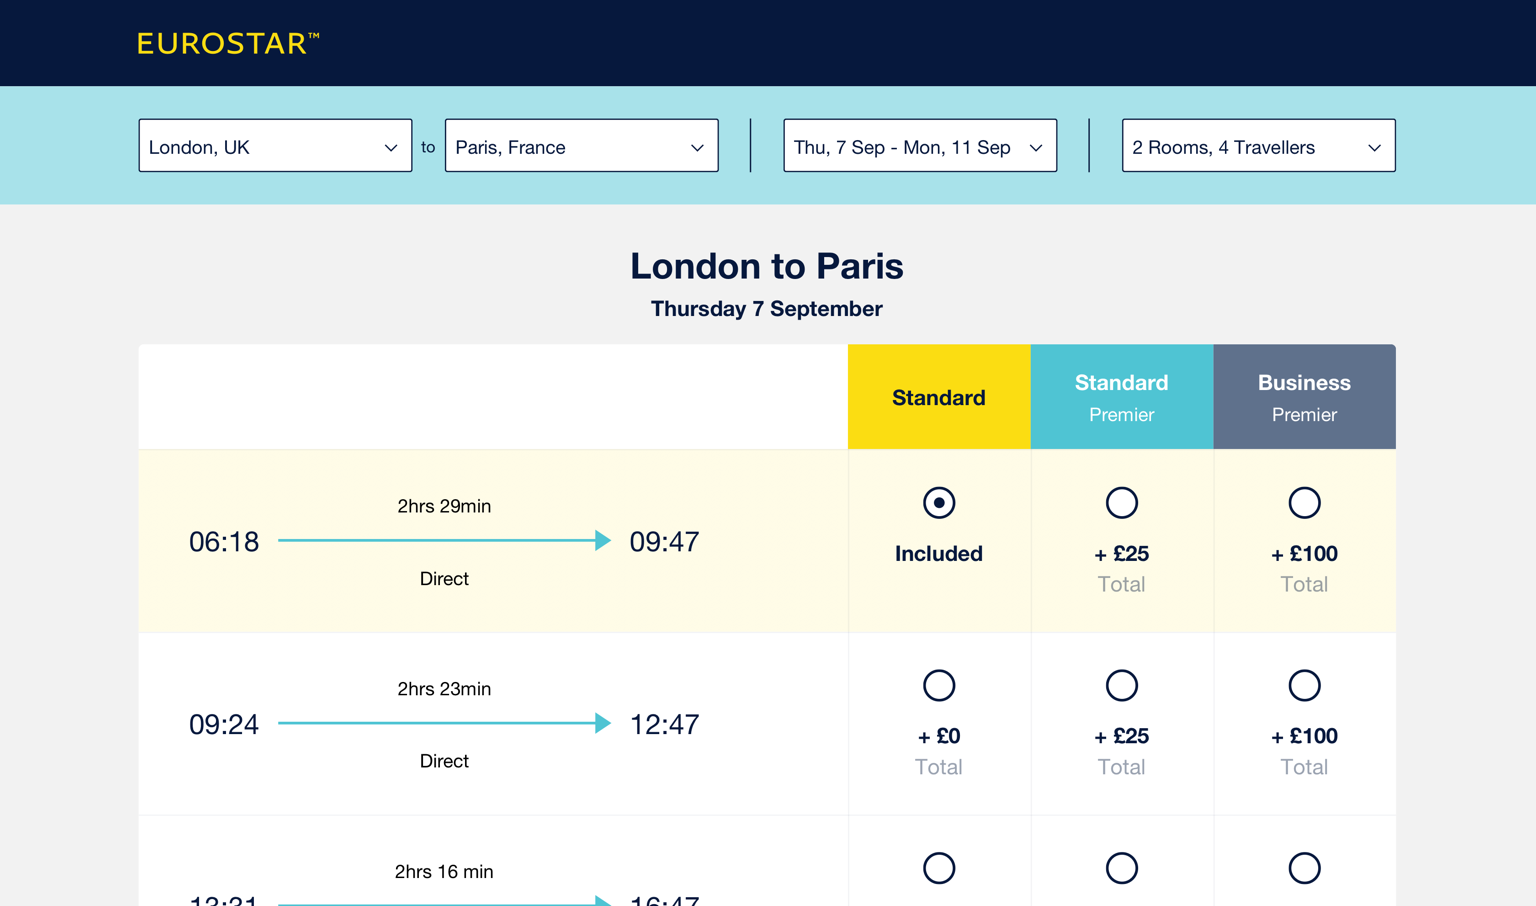 EUROSTAR™
London, UK
to
Paris, France
Thu, 7 Sep - Mon, 11 Sep
2 Rooms, 4 Travellers
London to Paris
Thursday 7 September
Standard
Standard
Premier
Business
Premier
2hrs 29min
06:18
09:47
Direct
Included
+ £25
Total
+ £100
Total
2hrs 23min
09:24
12:47
Direct
+ £0
Total
+ £25
Total
+ £100
Total
2hrs 16 min
16:47